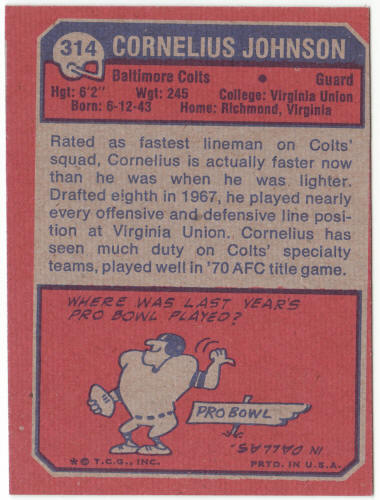 314 CORNELIUS JOHNSON
Baltimore Colts • Guard
Hgt: 6'2" Wgt: 245 College: Virginia Union
Born: 6-12-43 Home: Richmond, Virginia
Rated as fastest lineman on Colts'
squad, Cornelius is actually faster now
than he was when he was lighter.
Drafted eighth in 1967, he played nearly
every offensive and defensive line posi-
tion at Virginia Union. Cornelius has
seen much duty on Colts' specialty
teams, played well in '70 AFC title game.
WHERE WAS LAST YEAR'S
PRO BOWL PLAYED?
PRO BOWL
IN DALLAS.
*© T.C.G., INC. PRTD. IN U.S.A.